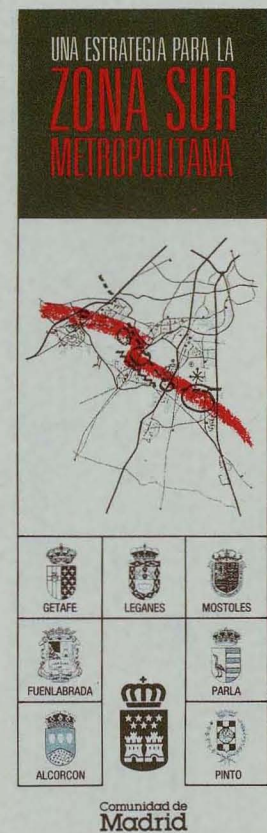 UNA ESTRATEGIA PARA LA
ZONA SUR
METROPOLITANA
GETAFE
LEGANES
MOSTOLES
FUENLABRADA
PARLA
ALCORCON
PINTO
Comunidad de
Madrid